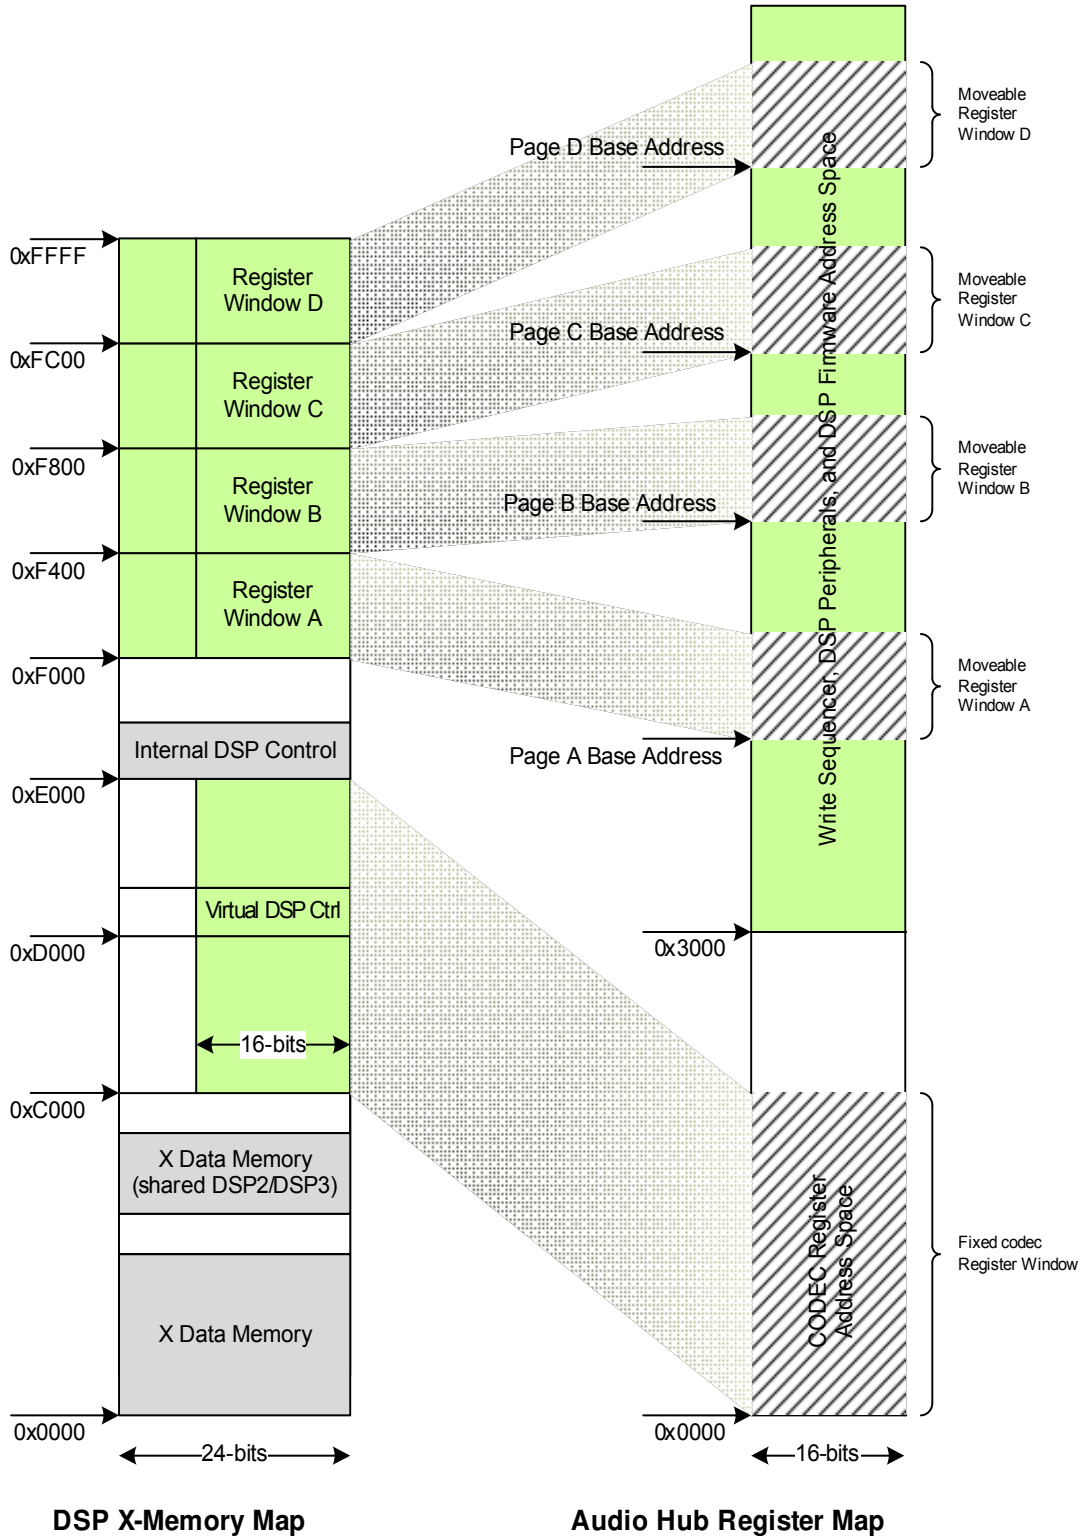 Moveable
Register
Window D
Page D Base Address
0xFFFF
Register
Window D
Moveable
Register
Window C
Page C Base Address
0xFC00
Register
Window C
0xF800
Moveable
Register
Window B
Register
Window B
Page B Base Address
0xF400
Register
Window A
0xF000
Moveable
Register
Window A
Internal DSP Control
Page A Base Address
0xE000
Write Sequencer, DSP Peripherals, and DSP Firmware Address Space
Virtual DSP Ctrl
0xD000
0x3000
16-bits
0xC000
X Data Memory
(shared DSP2/DSP3)
CODEC Register
Address Space
Fixed codec
Register Window
X Data Memory
0x0000
0x0000
24-bits
16-bits
DSP X-Memory Map
Audio Hub Register Map